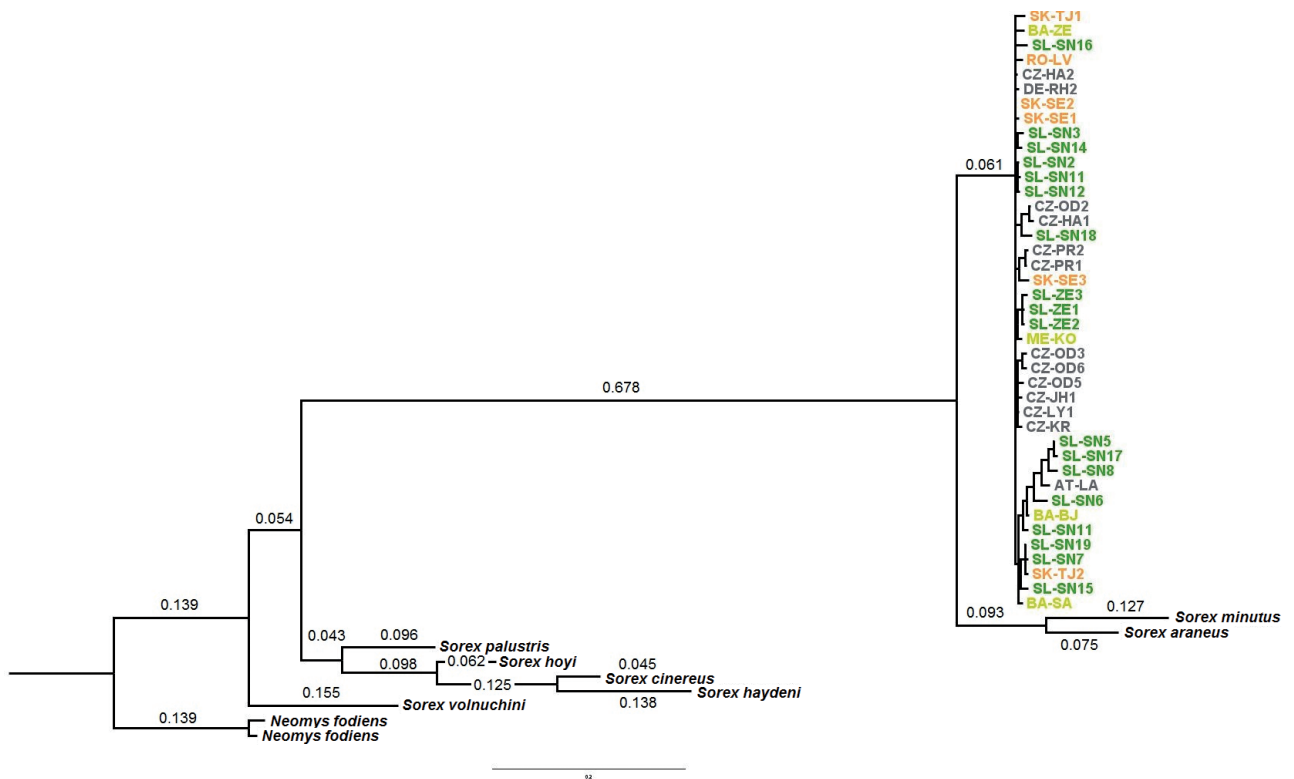 SK-TJ1
BA-ZE
SL-SN16
RO-LV
CZ-HA2
DE-RH2
SK-SE2
SK-SE1
SL-SN3
SL-SN14
SL-SN2
0.061
SL-SN11
SL-SN12
CZ-OD2
CZ-HA1
SL-SN18
CZ-PR2
CZ-PR1
SK-SE3
SL-ZE3
SL-ZE1
SL-ZE2
ME-KO
CZ-OD3
CZ-OD6
CZ-OD5
0.678
CZ-JH1
CZ-LY1
CZ-KR
SL-SN5
SL-SN17
SL-SN8
AT-LA
SL-SN6
BA-BJ
0.054
SL-SN11
SL-SN19
SL-SN7
SK-TJ2
SL-SN15
BA-SA
0.139
0.093
0.127
Sorex minutus
Sorex araneus
0.075
0.043
0.096
Sorex palustris
0.098
0.062
Sorex hoyi
0.045
Sorex cinereus
0.125
Sorex haydeni
0.138
0.155
Sorex volnuchini
0.139
Neomys fodiens
Neomys fodiens
0.2